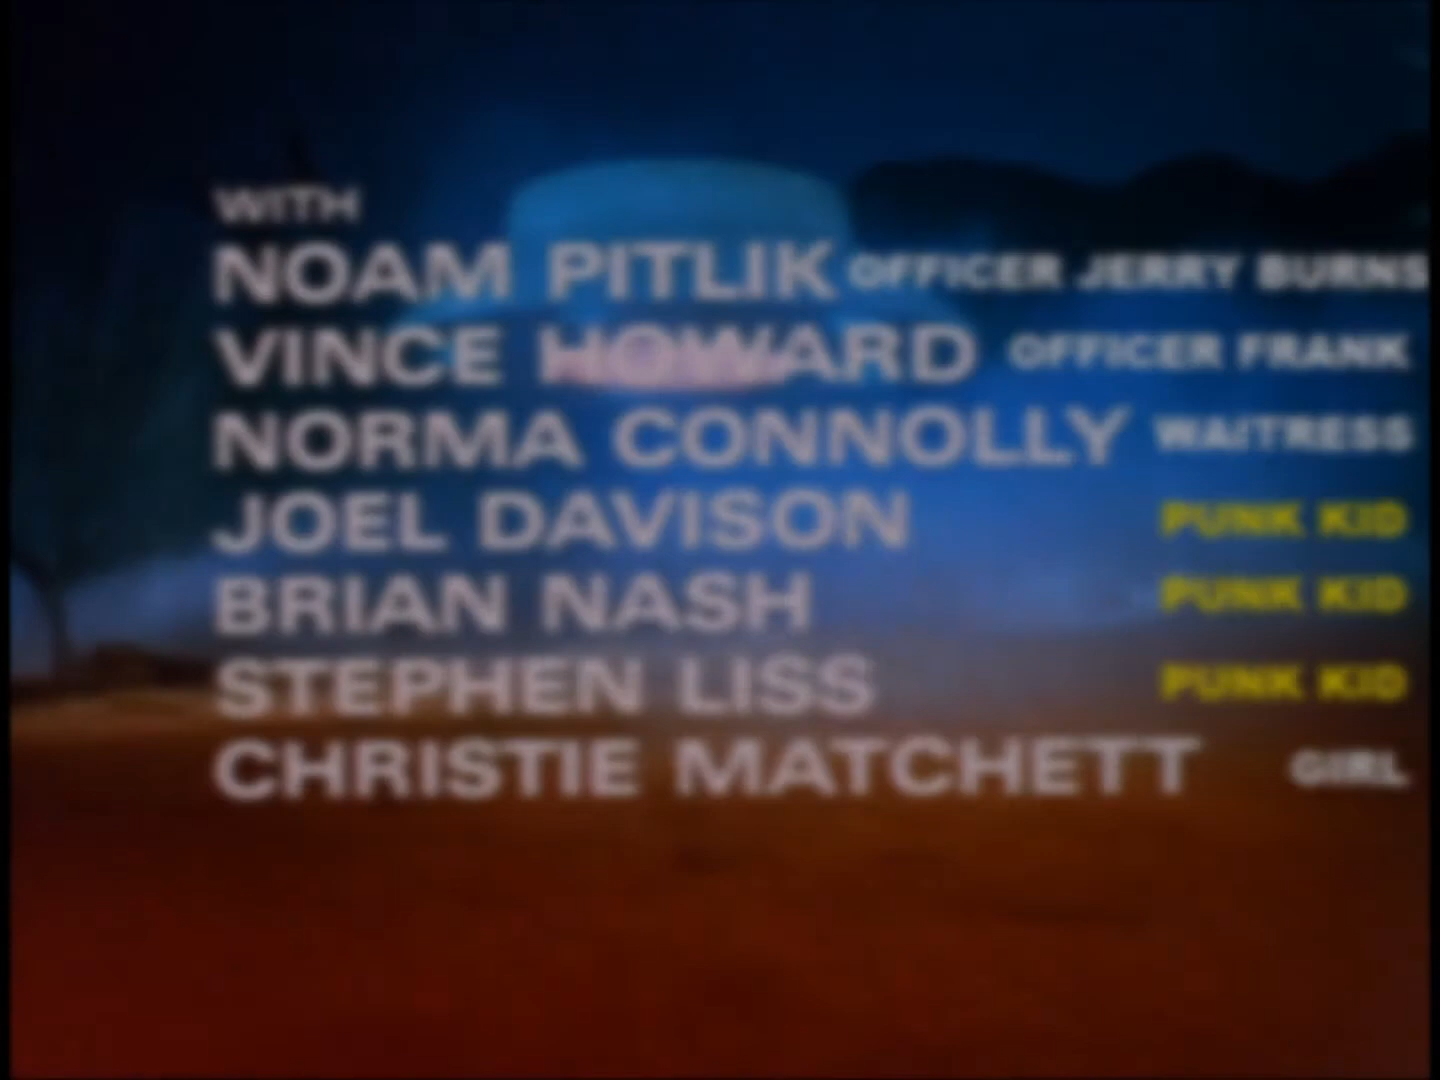 WITH
NOAM PITLIK OFFICER JERRY BURNS
VINCE HOWARD OFFICER FRANK
NORMA CONNOLLY WAITRESS
JOEL DAVISON PUNK KID
BRIAN NASH PUNK KID
STEPHEN LISS PUNK KID
CHRISTIE MATCHETT GIRL